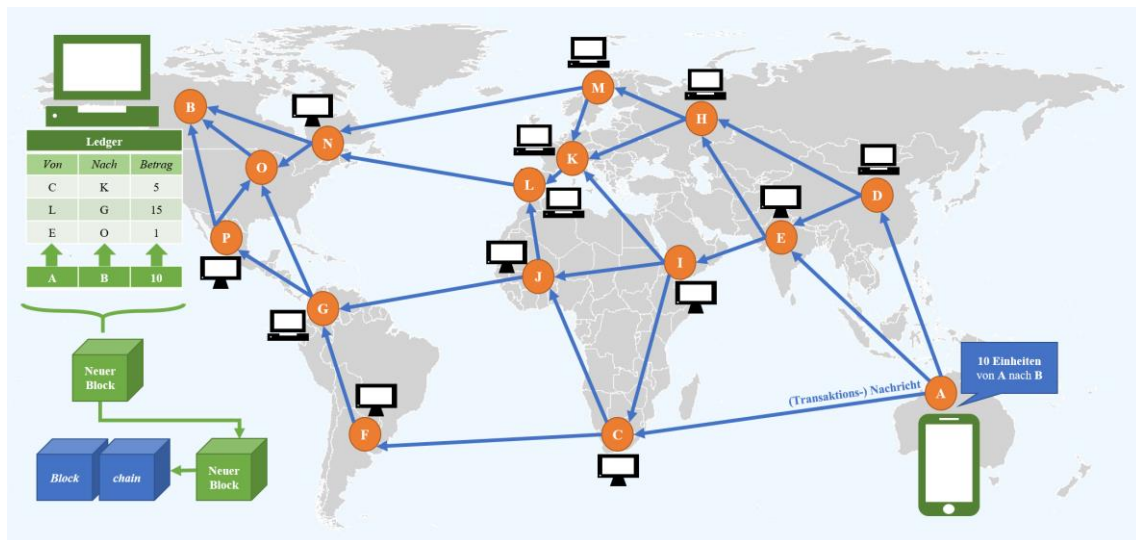 Ledger
Von Nach Betrag
C K 5
L G 15
E O 1
A B 10
Neuer
Block
Block chain
Neuer
Block
B
N
O
P
G
F
M
H
K
L
D
E
I
J
C
A
(Transaktions-) Nachricht
10 Einheiten
von A nach B